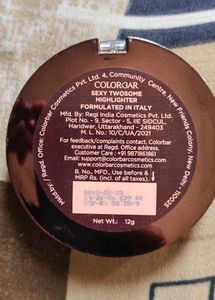 COLORBAR
SEXY TWOSOME
HIGHLIGHTER
FORMULATED IN ITALY
Mfd. By: Regi India Cosmetics Pvt. Ltd.
Plot No. - 9, Sector - 5, IIE SIDCUL,
Haridwar, Uttarakhand - 249403
M. L. No.: 10/C/UA/2021
For feedback/complaints contact, Colorbar
executive at Regd. Office address.
Customer Care : +91 9871861861
Email: support@colorbarcosmetics.com
www.colorbarcosmetics.com
B. No., MFD., Use before &
MRP Rs. (incl. of all taxes).
Net Wt.: 12g
Mktd. by / Regd. Office: Colorbar Cosmetics Pvt. Ltd. 4, Community Centre, New Friends Colony, New Delhi - 110025